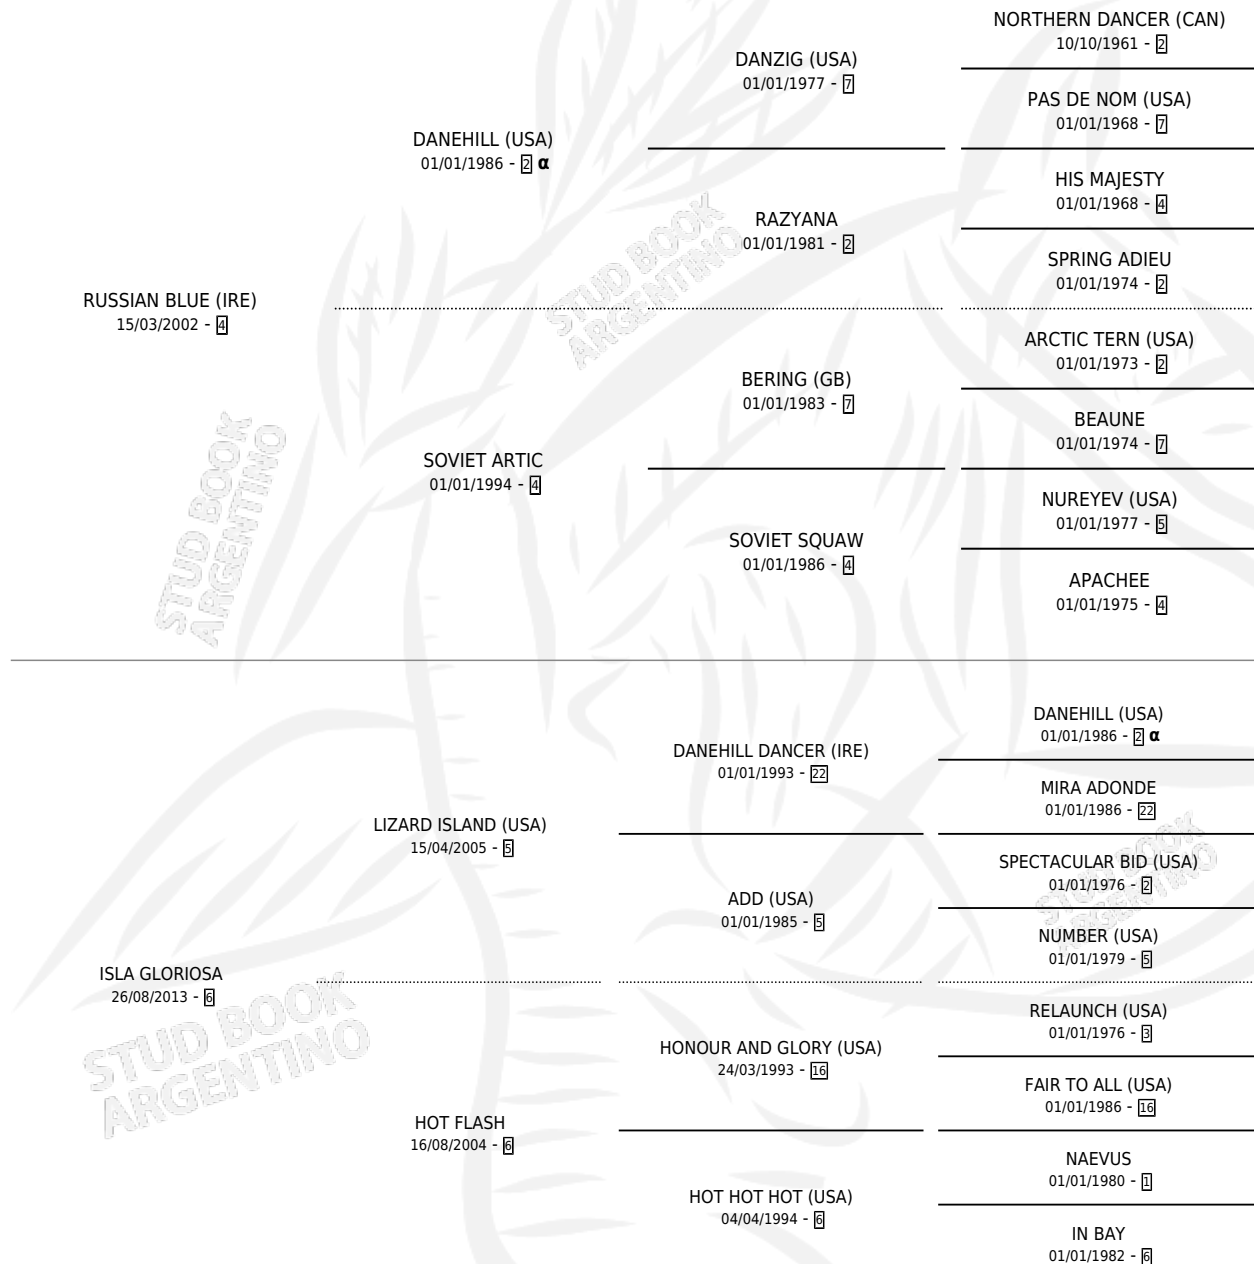 NORTHERN DANCER (CAN)
10/10/1961 - 2
DANZIG (USA)
01/01/1977 - 7
PAS DE NOM (USA)
01/01/1968 - 7
DANEHILL (USA)
01/01/1986 - 2 α
HIS MAJESTY
01/01/1968 - 4
RAZYANA
01/01/1981 - 2
SPRING ADIEU
01/01/1974 - 2
STUD BOOK
ARGENTINO
RUSSIAN BLUE (IRE)
15/03/2002 - 4
ARCTIC TERN (USA)
01/01/1973 - 2
BERING (GB)
01/01/1983 - 7
BEAUNE
01/01/1974 - 7
SOVIET ARTIC
01/01/1994 - 4
NUREYEV (USA)
01/01/1977 - 5
SOVIET SQUAW
01/01/1986 - 4
APACHEE
01/01/1975 - 4
STUD BOOK
ARGENTINO
DANEHILL (USA)
01/01/1986 - 2 α
DANEHILL DANCER (IRE)
01/01/1993 - 22
MIRA ADONDE
01/01/1986 - 22
LIZARD ISLAND (USA)
15/04/2005 - 5
SPECTACULAR BID (USA)
01/01/1976 - 2
ADD (USA)
01/01/1985 - 5
NUMBER (USA)
01/01/1979 - 5
STUD BOOK
ARGENTINO
ISLA GLORIOSA
26/08/2013 - 6
RELAUNCH (USA)
01/01/1976 - 3
HONOUR AND GLORY (USA)
24/03/1993 - 16
FAIR TO ALL (USA)
01/01/1986 - 16
STUD BOOK
ARGENTINO
HOT FLASH
16/08/2004 - 6
NAEVUS
01/01/1980 - 1
HOT HOT HOT (USA)
04/04/1994 - 6
IN BAY
01/01/1982 - 6